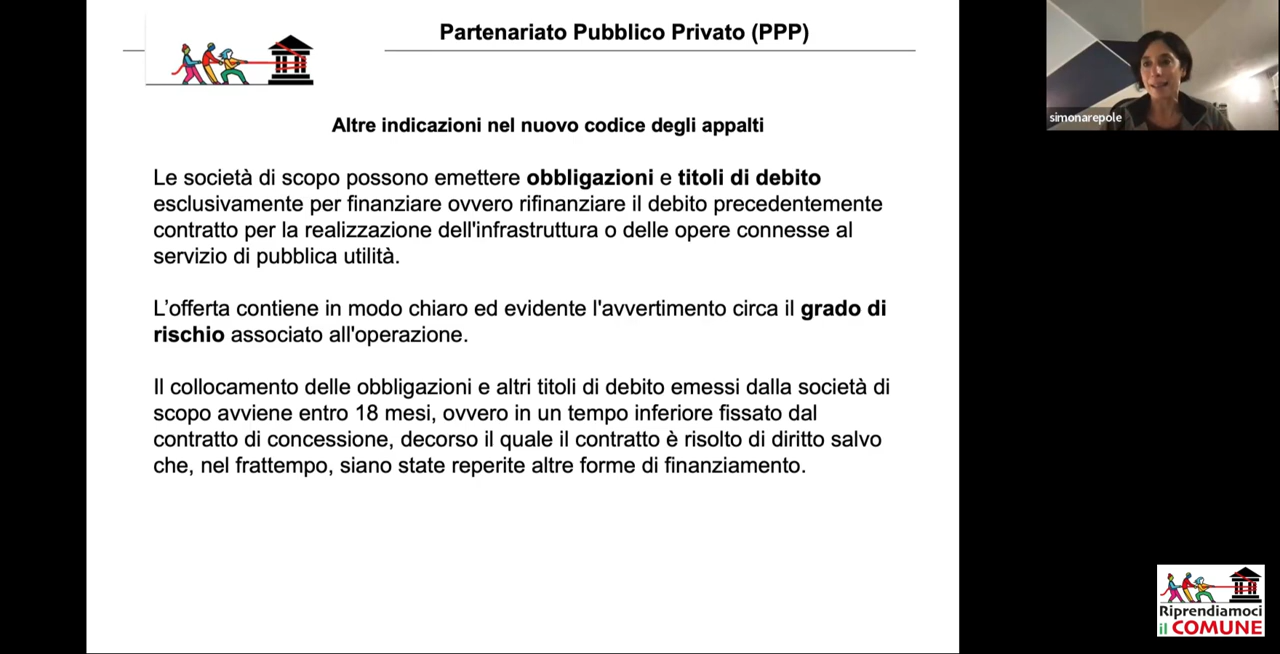 Partenariato Pubblico Privato (PPP)
simonarepole
Altre indicazioni nel nuovo codice degli appalti
Le società di scopo possono emettere obbligazioni e titoli di debito
esclusivamente per finanziare ovvero rifinanziare il debito precedentemente
contratto per la realizzazione dell'infrastruttura o delle opere connesse al
servizio di pubblica utilità.
L’offerta contiene in modo chiaro ed evidente l'avvertimento circa il grado di
rischio associato all'operazione.
Il collocamento delle obbligazioni e altri titoli di debito emessi dalla società di
scopo avviene entro 18 mesi, ovvero in un tempo inferiore fissato dal
contratto di concessione, decorso il quale il contratto è risolto di diritto salvo
che, nel frattempo, siano state reperite altre forme di finanziamento.
Riprendiamoci
il COMUNE